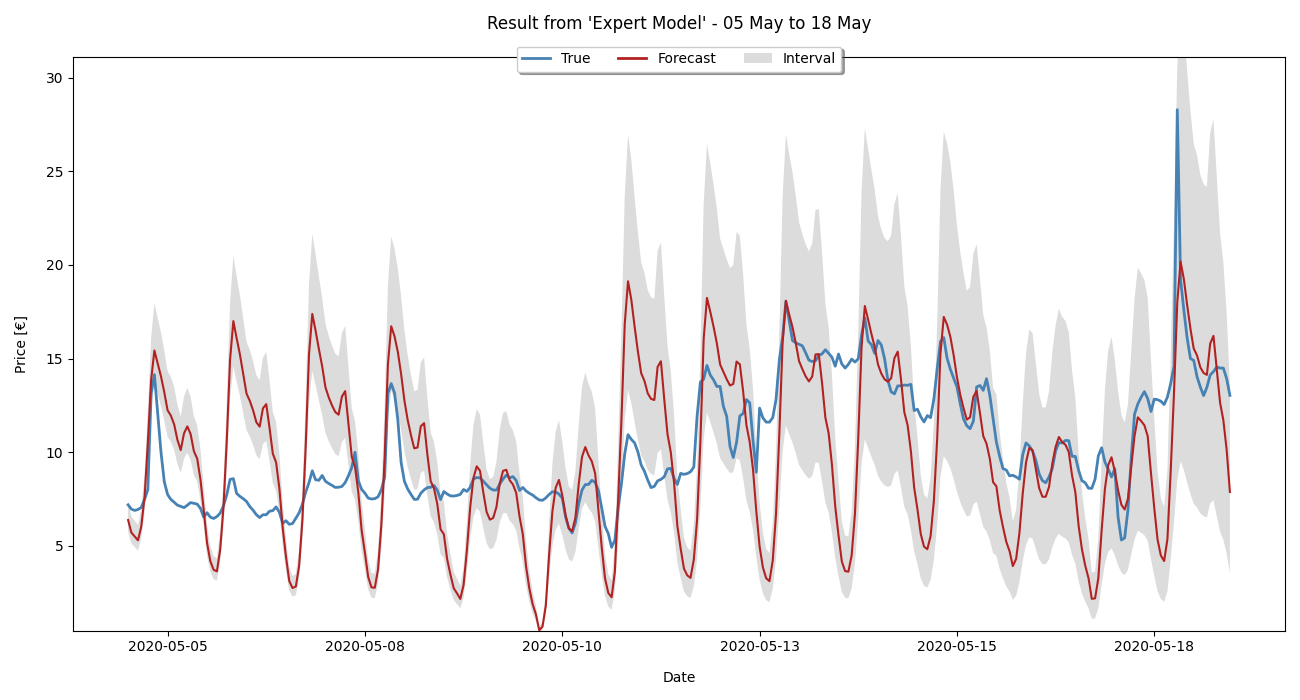 Result from 'Expert Model' - 05 May to 18 May
True Forecast Interval
30
25
20
15
10
5
Price [€]
2020-05-05 2020-05-08 2020-05-10 2020-05-13 2020-05-15 2020-05-18
Date